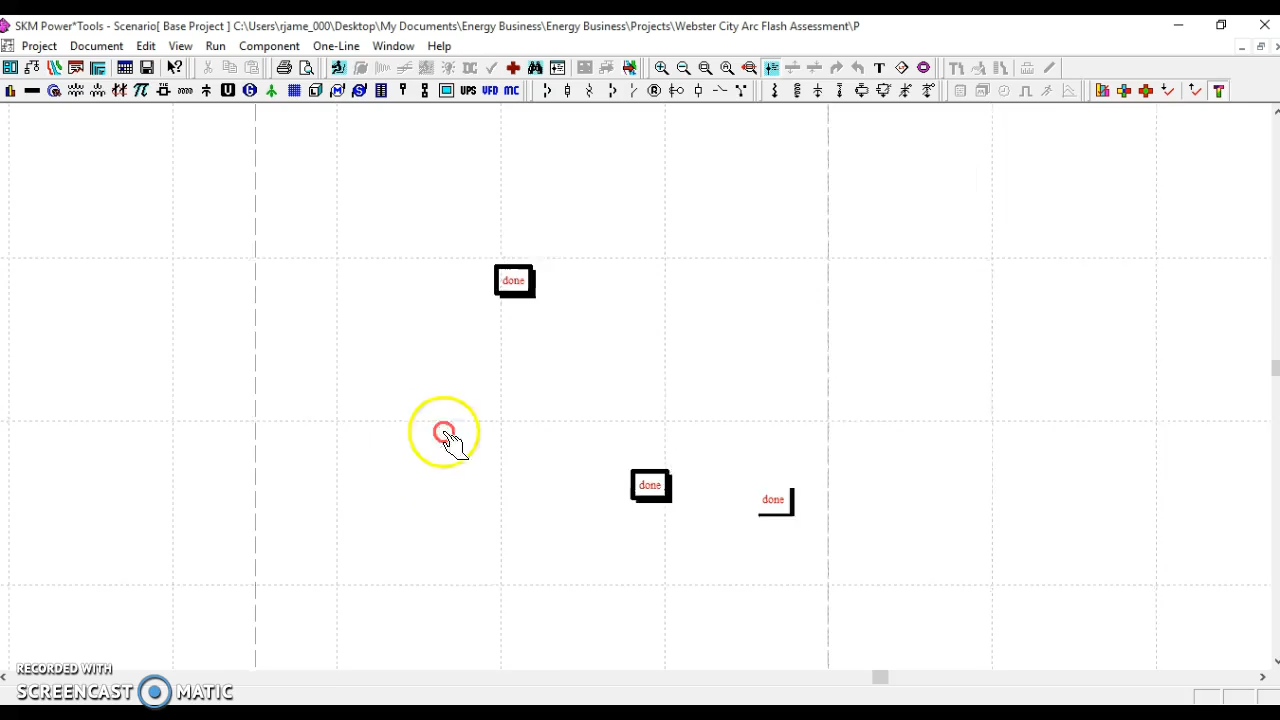 SKM Power*Tools - Scenario[ Base Project ] C:\Users\rjame_000\Desktop\My Documents\Energy Business\Energy Business\Projects\Webster City Arc Flash Assessment\P
Project Document Edit View Run Component One-Line Window Help
DC
T
U G UPS VFD MC R
done
done
done
RECORDED WITH
SCREENCAST MATIC